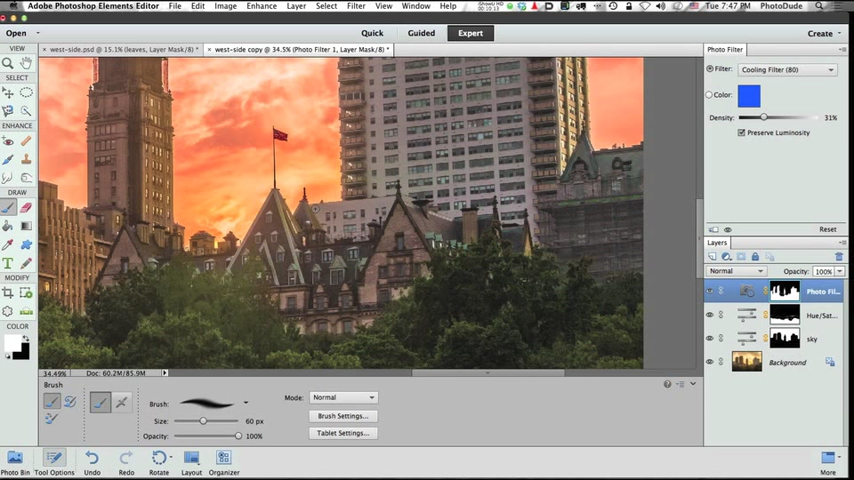 Adobe Photoshop Elements Editor File Edit Image Enhance Layer Select Filter View Window Help Tue 7:47 PM PhotoDude
Open Quick Guided Expert Create
VIEW
× west-side.psd @ 15.1% (leaves, Layer Mask/8) * × west-side copy @ 34.5% (Photo Filter 1, Layer Mask/8) *
Photo Filter
Filter: Cooling Filter (80)
Color:
Density: 31%
Preserve Luminosity
SELECT
ENHANCE
DRAW
T
MODIFY
COLOR
Reset
Layers
Normal Opacity: 100%
Photo Fil...
Hue/Sat...
sky
Background
34.49% Doc: 60.2M/85.9M
Brush
Brush: Mode: Normal
Size: 60 px Brush Settings...
Opacity: 100% Tablet Settings...
Photo Bin Tool Options Undo Redo Rotate Layout Organizer More